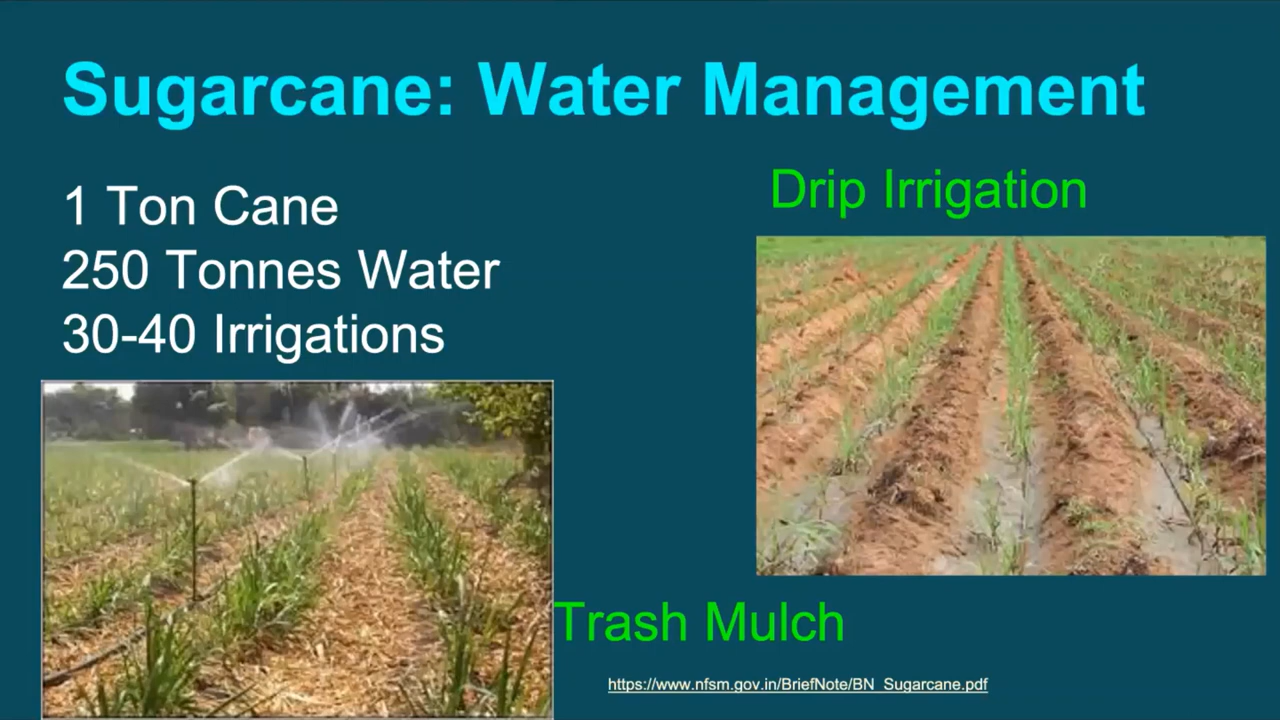 Sugarcane: Water Management
1 Ton Cane
250 Tonnes Water
30-40 Irrigations
Drip Irrigation
Trash Mulch
https://www.nfsm.gov.in/BriefNote/BN_Sugarcane.pdf